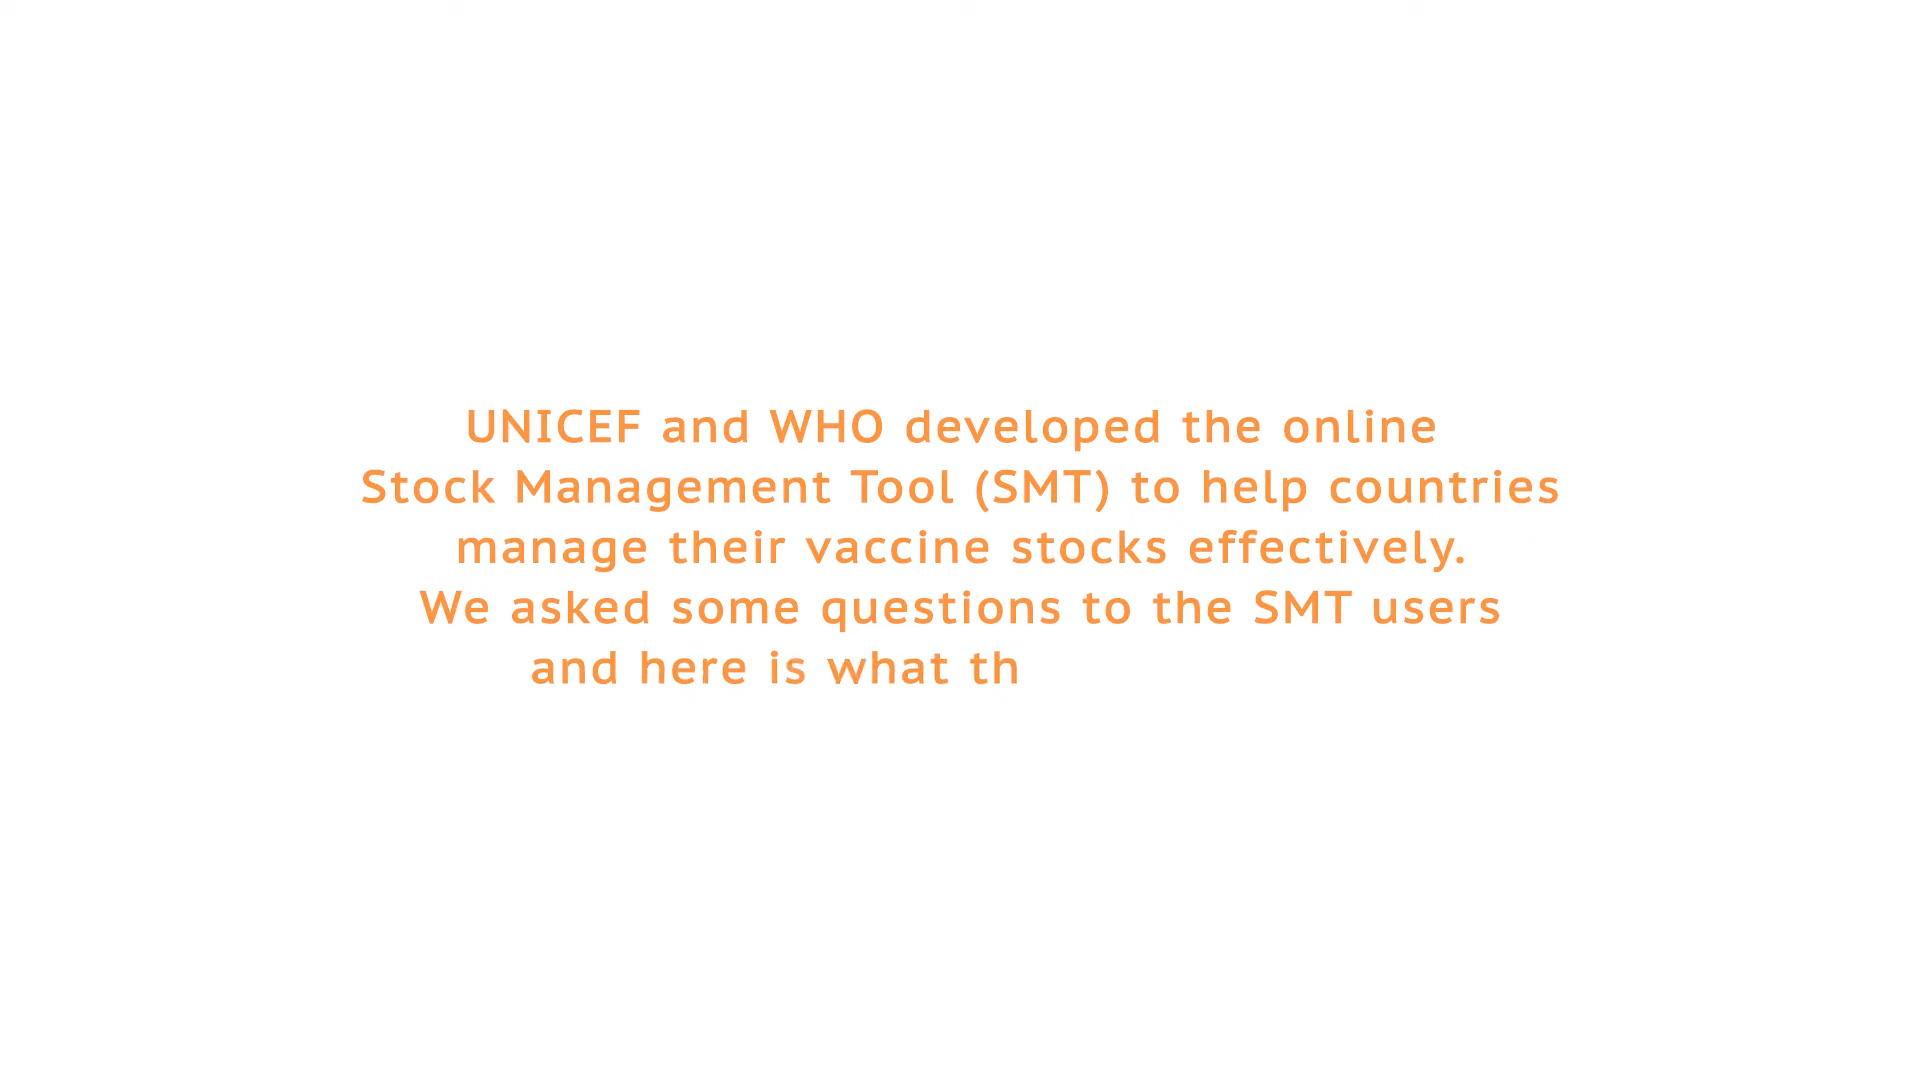 UNICEF and WHO developed the online
Stock Management Tool (SMT) to help countries
manage their vaccine stocks effectively.
We asked some questions to the SMT users
and here is what th